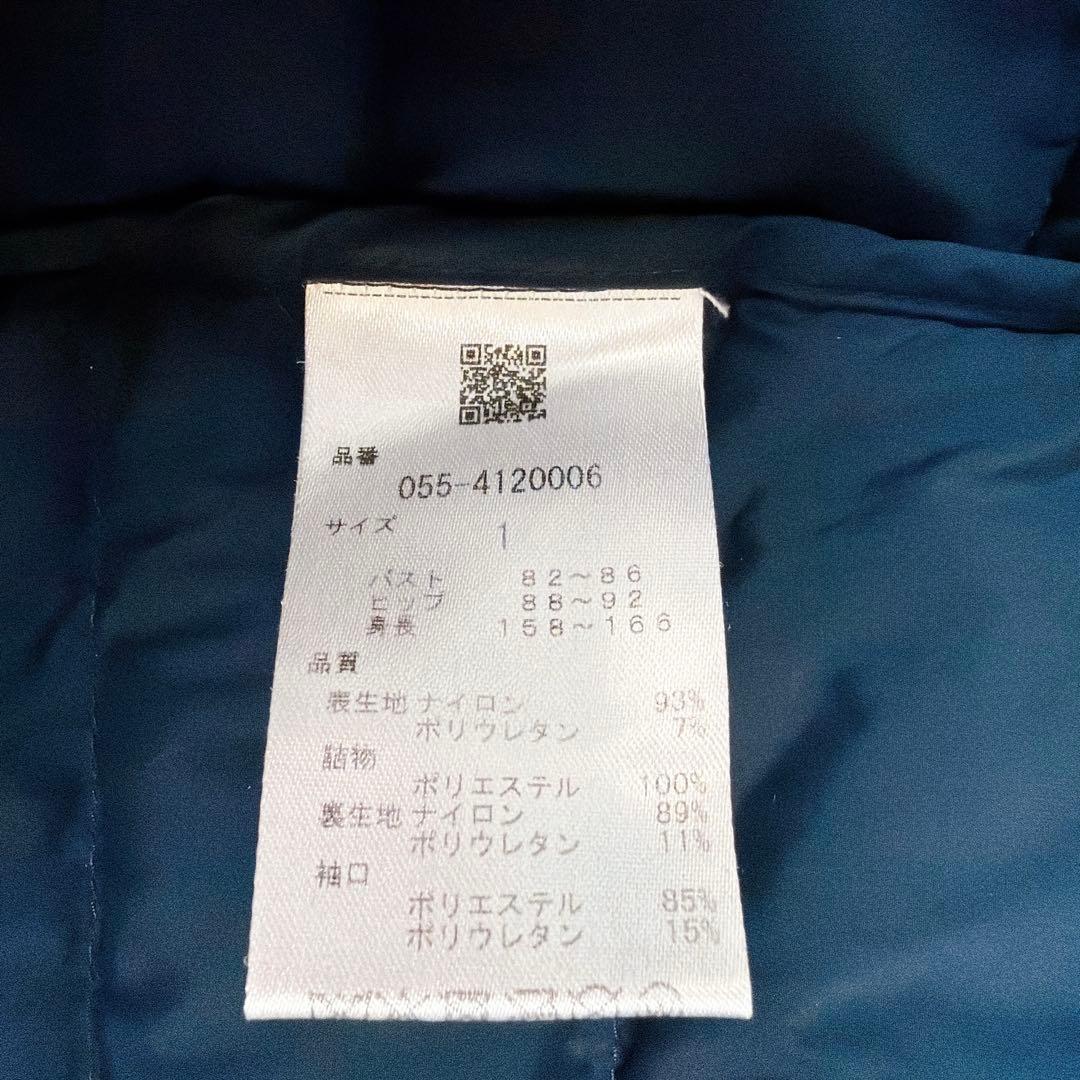 品番
055-4120006
サイズ 1
バスト 82～86
ヒップ 88～92
身長 158～166
品質
表生地 ナイロン 93%
ポリウレタン 7%
詰物
ポリエステル 100%
裏生地 ナイロン 89%
ポリウレタン 11%
袖口
ポリエステル 85%
ポリウレタン 15%